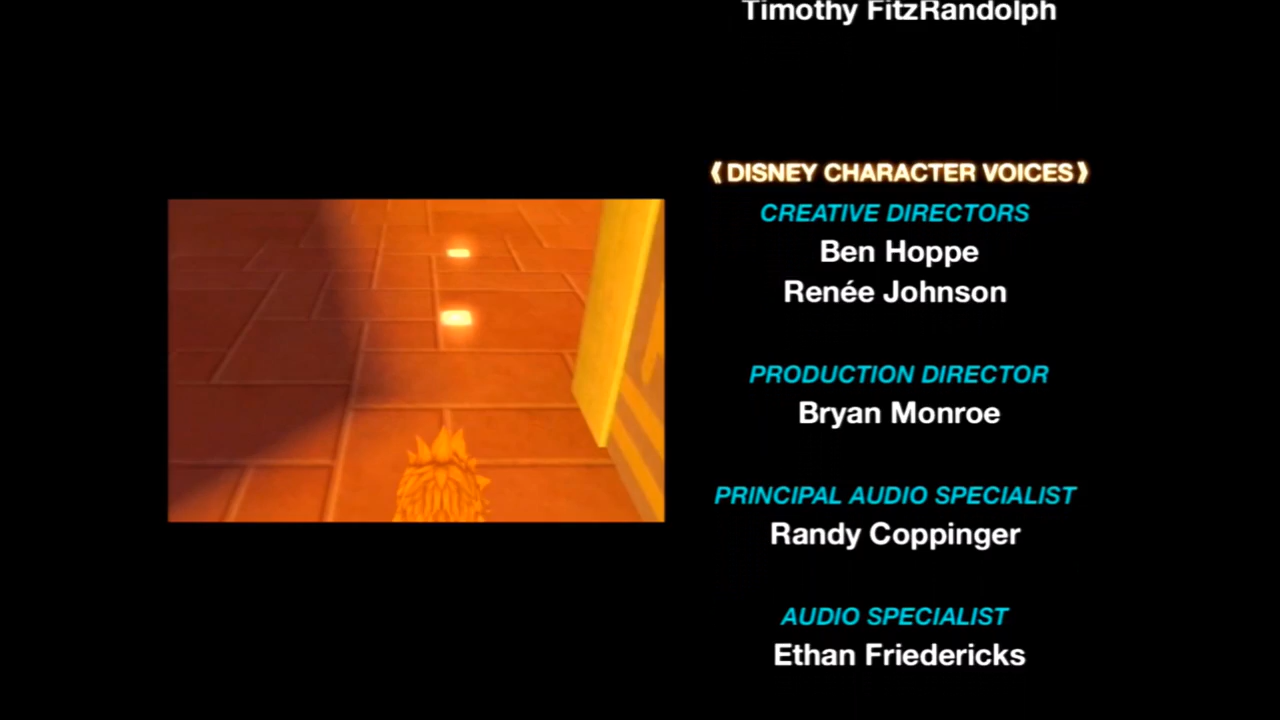 Timothy FitzRandolph
⟪DISNEY CHARACTER VOICES⟫
CREATIVE DIRECTORS
Ben Hoppe
Renée Johnson
PRODUCTION DIRECTOR
Bryan Monroe
PRINCIPAL AUDIO SPECIALIST
Randy Coppinger
AUDIO SPECIALIST
Ethan Friedericks